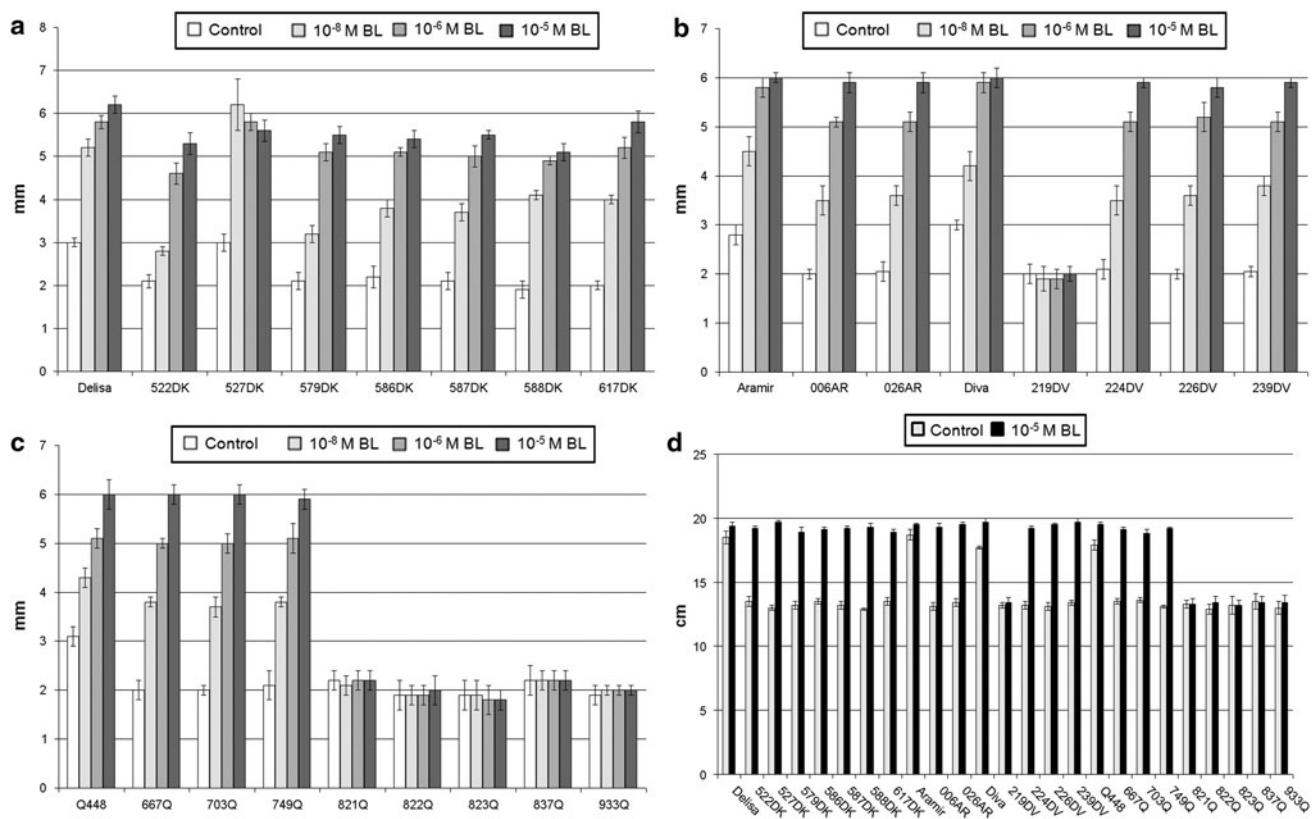 a
Control 10⁻⁸ M BL 10⁻⁶ M BL 10⁻⁵ M BL
mm
8
7
6
5
4
3
2
1
0
Delisa 522DK 527DK 579DK 586DK 587DK 588DK 617DK
b
Control 10⁻⁸ M BL 10⁻⁶ M BL 10⁻⁵ M BL
mm
7
6
5
4
3
2
1
0
Aramir 006AR 026AR Diva 219DV 224DV 226DV 239DV
c
Control 10⁻⁸ M BL 10⁻⁶ M BL 10⁻⁵ M BL
mm
7
6
5
4
3
2
1
0
Q448 667Q 703Q 749Q 821Q 822Q 823Q 837Q 933Q
d
Control 10⁻⁵ M BL
cm
25
20
15
10
5
0
Delisa 522DK 527DK 579DK 586DK 587DK 588DK 617DK Aramir 006AR 026AR Diva 219DV 224DV 226DV 239DV Q448 667Q 703Q 749Q 821Q 822Q 823Q 837Q 933Q